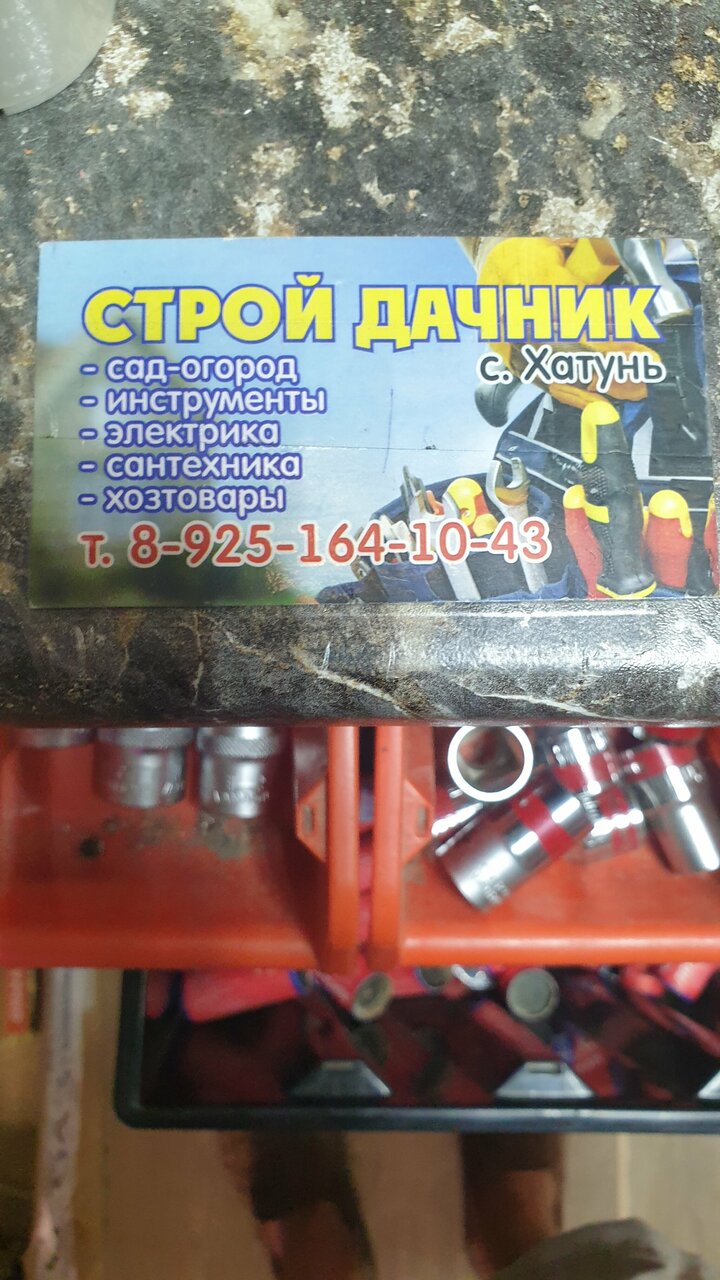 СТРОЙ ДАЧНИК
с. Хатунь
- сад-огород
- инструменты
- электрика
- сантехника
- хозтовары
т. 8-925-164-10-43